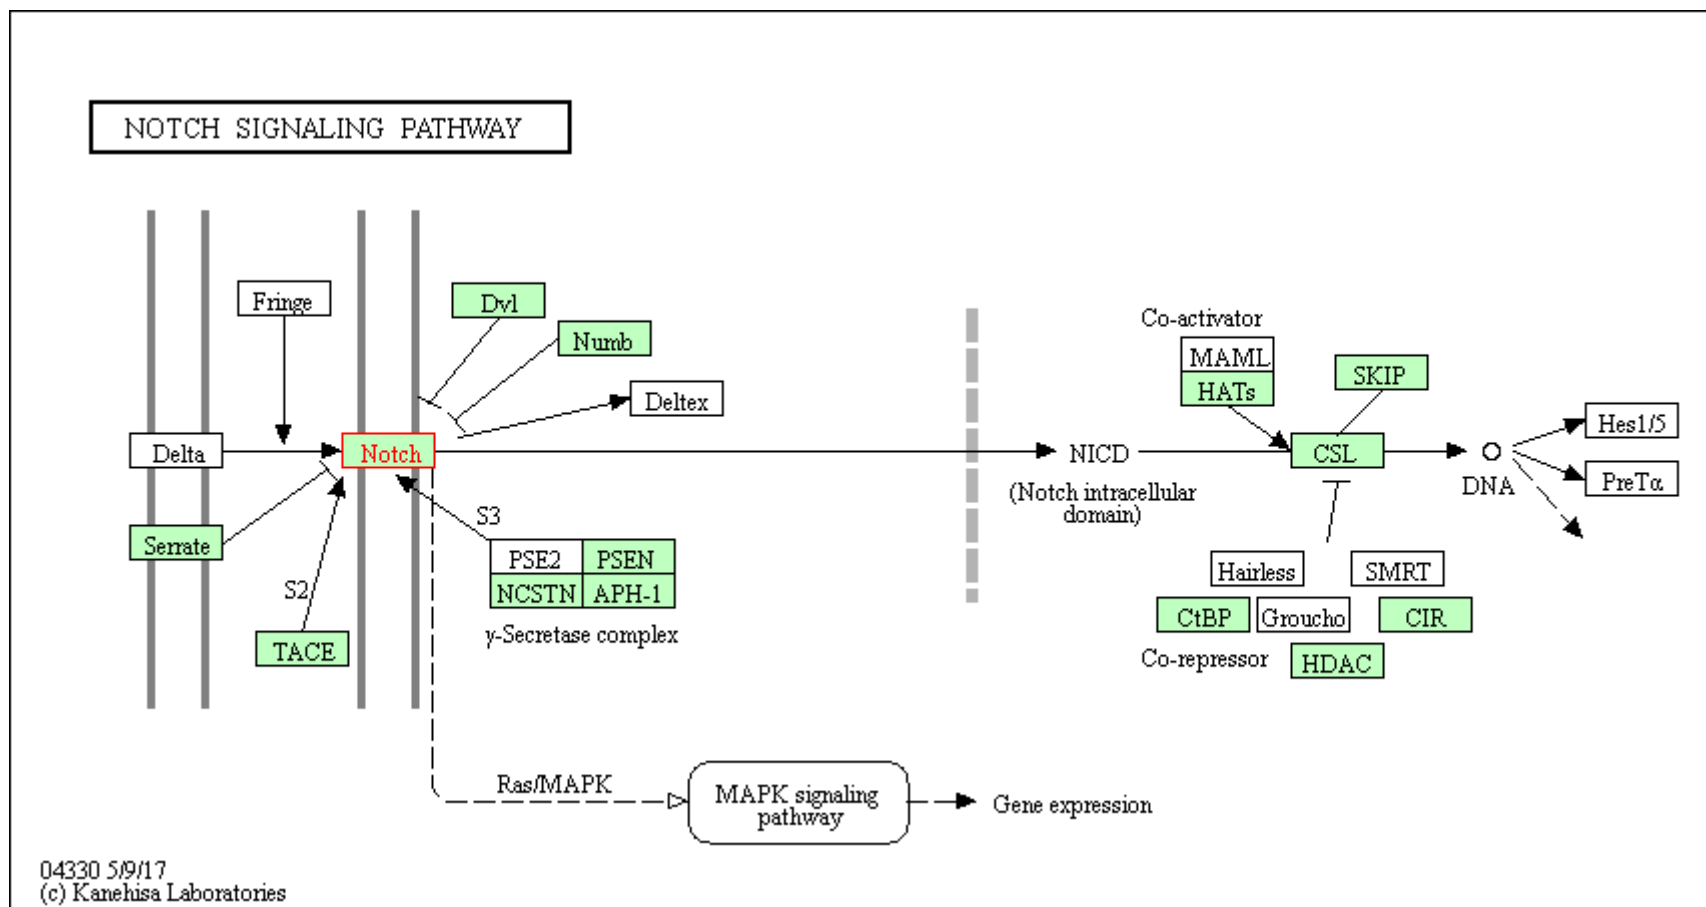 NOTCH SIGNALING PATHWAY
Fringe
Dvl
Numb
Deltex
Delta
Notch
Serrate
S2
TACE
S3
PSE2
PSEN
NCSTN
APH-1
γ-Secretase complex
NICD
(Notch intracellular
domain)
Co-activator
MAML
HATs
SKIP
CSL
DNA
Hes1/5
PreTα
Hairless
SMRT
CtBP
Groucho
CIR
Co-repressor
HDAC
Ras/MAPK
MAPK signaling
pathway
Gene expression
04330 5/9/17
(c) Kanehisa Laboratories